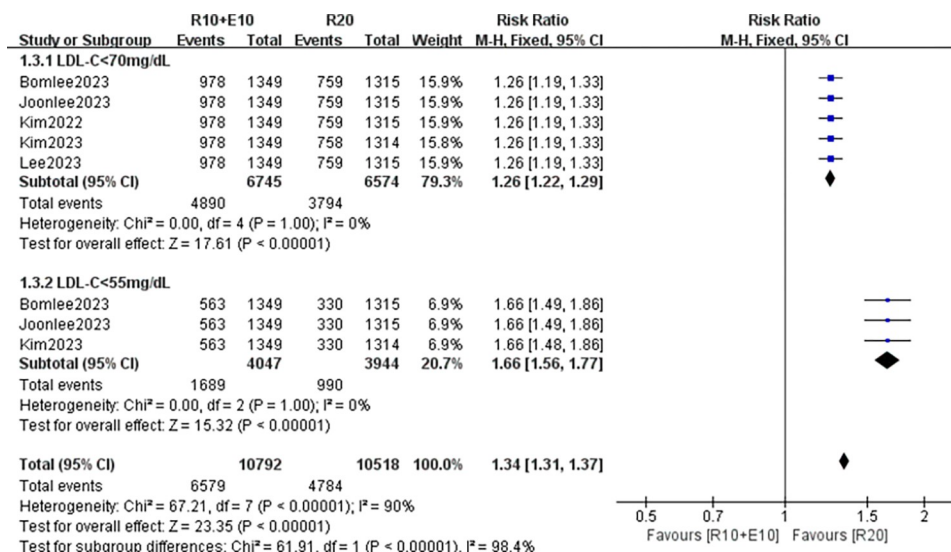 R10+E10 R20 Risk Ratio Risk Ratio
Study or Subgroup Events Total Events Total Weight M-H, Fixed, 95% CI M-H, Fixed, 95% CI
1.3.1 LDL-C<70mg/dL
Bomlee2023 978 1349 759 1315 15.9% 1.26 [1.19, 1.33]
Joonlee2023 978 1349 759 1315 15.9% 1.26 [1.19, 1.33]
Kim2022 978 1349 759 1315 15.9% 1.26 [1.19, 1.33]
Kim2023 978 1349 758 1314 15.8% 1.26 [1.19, 1.33]
Lee2023 978 1349 759 1315 15.9% 1.26 [1.19, 1.33]
Subtotal (95% CI) 6745 6574 79.3% 1.26 [1.22, 1.29]
Total events 4890 3794
Heterogeneity: Chi² = 0.00, df = 4 (P = 1.00); I² = 0%
Test for overall effect: Z = 17.61 (P < 0.00001)
1.3.2 LDL-C<55mg/dL
Bomlee2023 563 1349 330 1315 6.9% 1.66 [1.49, 1.86]
Joonlee2023 563 1349 330 1315 6.9% 1.66 [1.49, 1.86]
Kim2023 563 1349 330 1314 6.9% 1.66 [1.48, 1.86]
Subtotal (95% CI) 4047 3944 20.7% 1.66 [1.56, 1.77]
Total events 1689 990
Heterogeneity: Chi² = 0.00, df = 2 (P = 1.00); I² = 0%
Test for overall effect: Z = 15.32 (P < 0.00001)
Total (95% CI) 10792 10518 100.0% 1.34 [1.31, 1.37]
Total events 6579 4784
Heterogeneity: Chi² = 67.21, df = 7 (P < 0.00001); I² = 90%
Test for overall effect: Z = 23.35 (P < 0.00001)
Test for subgroup differences: Chi² = 61.91, df = 1 (P < 0.00001), I² = 98.4%
0.5 0.7 1 1.5 2
Favours [R10+E10] Favours [R20]